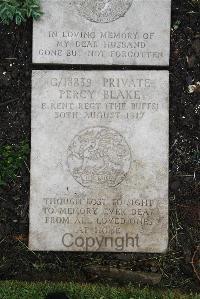 IN LOVING MEMORY
OF MY DEAR HUSBAND
GONE BUT NOT FORGOTTEN
G/18839 PRIVATE
PERCY BLAKE
E. KENT REGT (THE BUFFS)
30TH AUGUST 1917
THOUGH LOST TO SIGHT
TO MEMORY EVER DEAR
FROM ALL LOVED ONES
AT HOME
Copyright